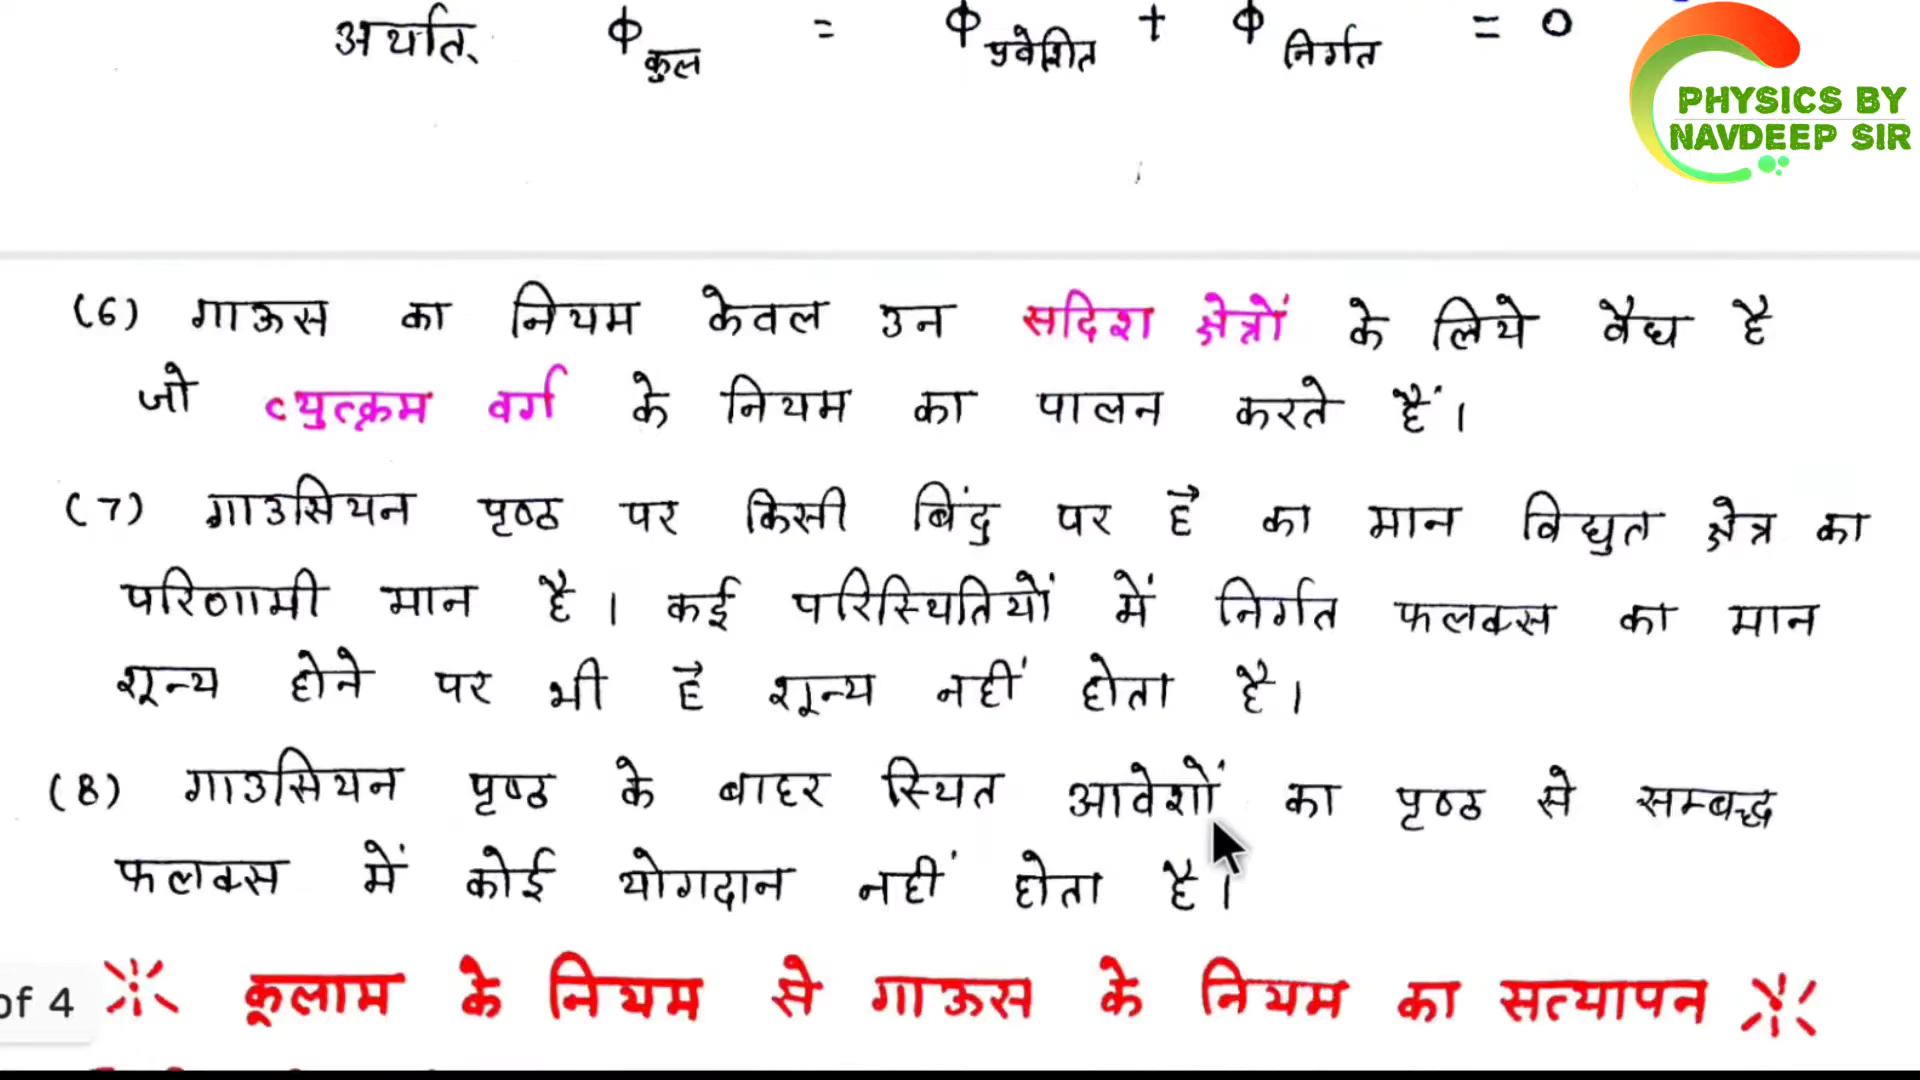 अर्थात् Φकुल = Φप्रवेशित + Φनिर्गत = 0
PHYSICS BY
NAVDEEP SIR
(6) गाऊस का नियम केवल उन सदिश क्षेत्रों के लिये वैध है
जो व्युत्क्रम वर्ग के नियम का पालन करते हैं।
(7) गाउसियन पृष्ठ पर किसी बिंदु पर E⃗ का मान विद्युत क्षेत्र का
परिणामी मान है। कई परिस्थितियों में निर्गत फलक्स का मान
शून्य होने पर भी E⃗ शून्य नहीं होता है।
(8) गाउसियन पृष्ठ के बाहर स्थित आवेशों का पृष्ठ से सम्बद्ध
फलक्स में कोई योगदान नहीं होता है।
of 4
कूलाम के नियम से गाऊस के नियम का सत्यापन